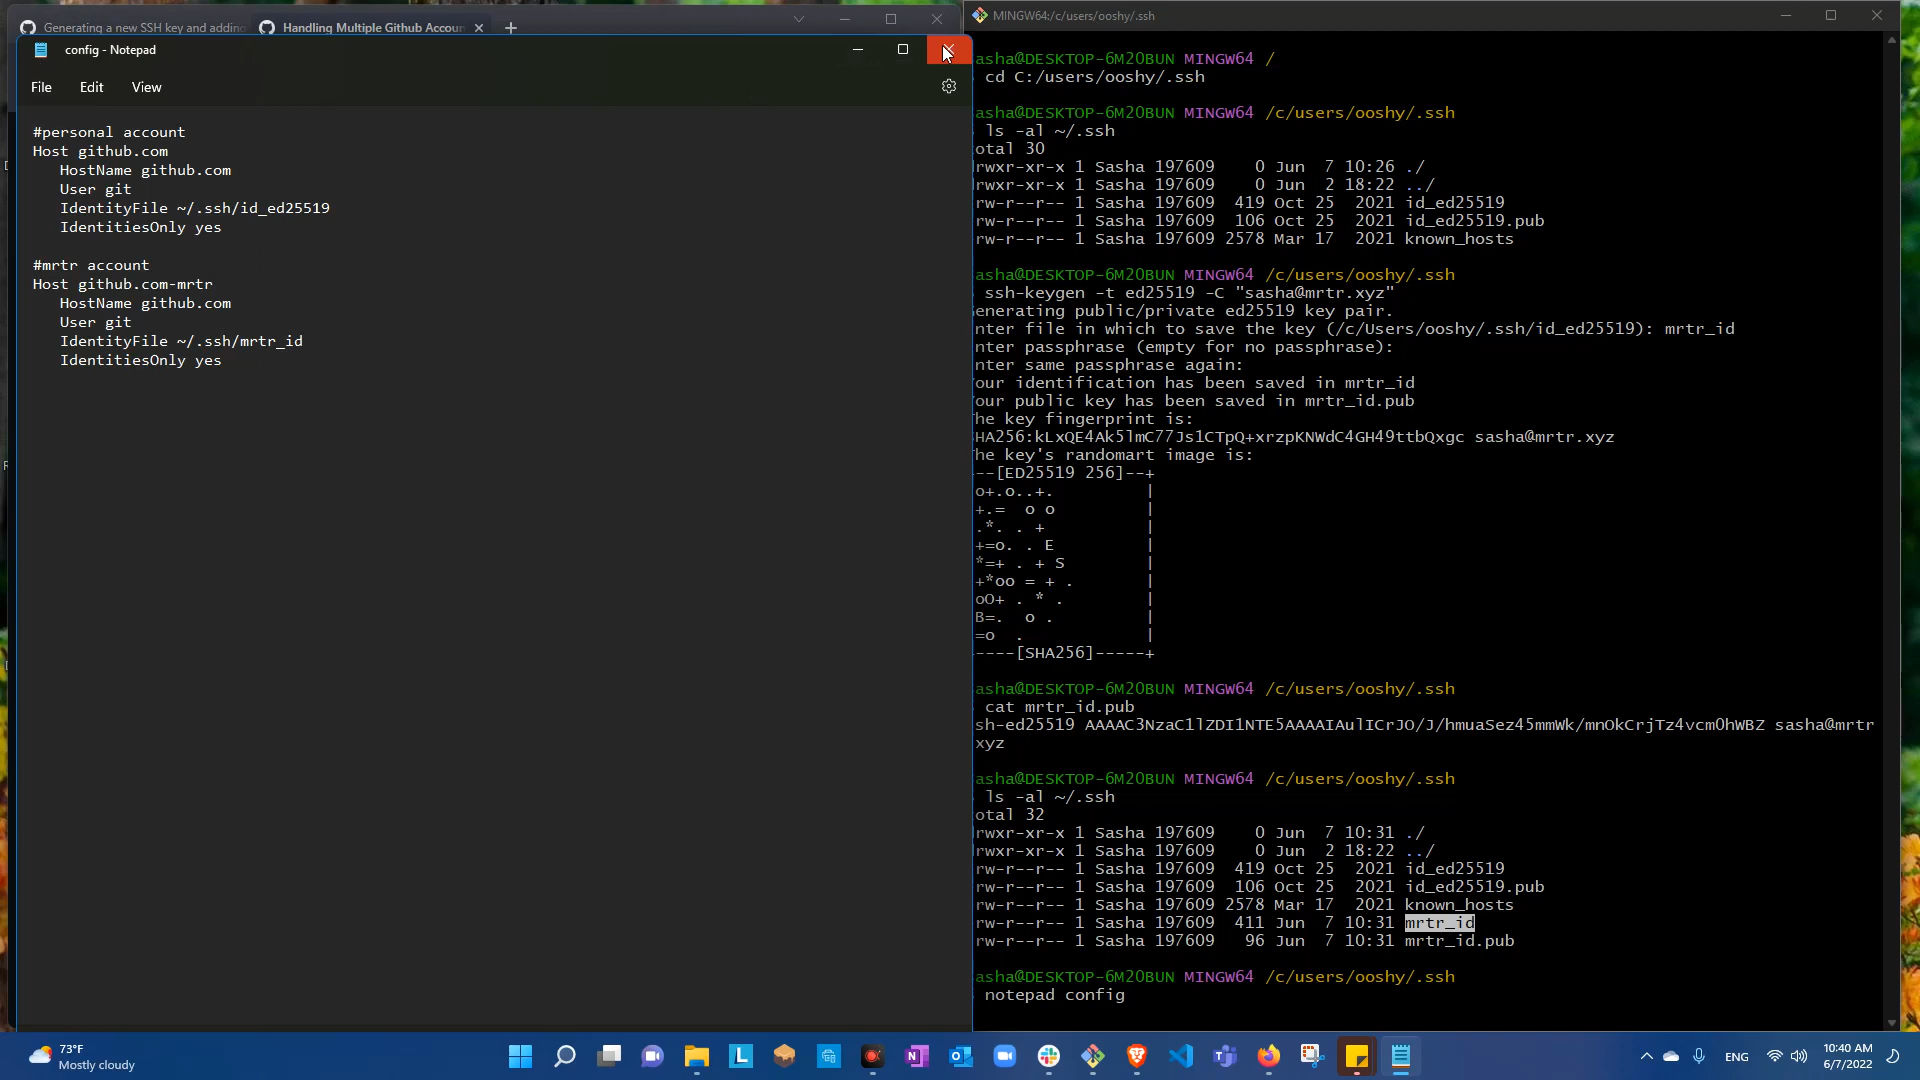 Generating a new SSH key and adding
Handling Multiple Github Accoun
config - Notepad
File Edit View
#personal account
Host github.com
HostName github.com
User git
IdentityFile ~/.ssh/id_ed25519
IdentitiesOnly yes
#mrtr account
Host github.com-mrtr
HostName github.com
User git
IdentityFile ~/.ssh/mrtr_id
IdentitiesOnly yes
MINGW64:/c/users/ooshy/.ssh
asha@DESKTOP-6M2OBUN MINGW64 /
cd C:/users/ooshy/.ssh
asha@DESKTOP-6M2OBUN MINGW64 /c/users/ooshy/.ssh
ls -al ~/.ssh
otal 30
rwxr-xr-x 1 Sasha 197609 0 Jun 7 10:26 ./
rwxr-xr-x 1 Sasha 197609 0 Jun 2 18:22 ../
rw-r--r-- 1 Sasha 197609 419 Oct 25 2021 id_ed25519
rw-r--r-- 1 Sasha 197609 106 Oct 25 2021 id_ed25519.pub
rw-r--r-- 1 Sasha 197609 2578 Mar 17 2021 known_hosts
asha@DESKTOP-6M2OBUN MINGW64 /c/users/ooshy/.ssh
ssh-keygen -t ed25519 -C "sasha@mrtr.xyz"
enerating public/private ed25519 key pair.
nter file in which to save the key (/c/Users/ooshy/.ssh/id_ed25519): mrtr_id
nter passphrase (empty for no passphrase):
nter same passphrase again:
our identification has been saved in mrtr_id
our public key has been saved in mrtr_id.pub
he key fingerprint is:
HA256:kLxQE4Ak5lmC77Js1CTpQ+xrzpKNWdC4GH49ttbQxgc sasha@mrtr.xyz
he key's randomart image is:
--[ED25519 256]--+
o+.o..+. |
+.=  o o |
.*. . + |
+=o. . E |
*=+ . + S |
+*oo = + . |
oO+ . * . |
B=.  o . |
=o  . |
----[SHA256]-----+
asha@DESKTOP-6M2OBUN MINGW64 /c/users/ooshy/.ssh
cat mrtr_id.pub
sh-ed25519 AAAAC3NzaC1lZDI1NTE5AAAAIAulICrJO/J/hmuaSez45mmWk/mnOkCrjTz4vcmOhWBZ sasha@mrtr
xyz
asha@DESKTOP-6M2OBUN MINGW64 /c/users/ooshy/.ssh
ls -al ~/.ssh
otal 32
rwxr-xr-x 1 Sasha 197609 0 Jun 7 10:31 ./
rwxr-xr-x 1 Sasha 197609 0 Jun 2 18:22 ../
rw-r--r-- 1 Sasha 197609 419 Oct 25 2021 id_ed25519
rw-r--r-- 1 Sasha 197609 106 Oct 25 2021 id_ed25519.pub
rw-r--r-- 1 Sasha 197609 2578 Mar 17 2021 known_hosts
rw-r--r-- 1 Sasha 197609 411 Jun 7 10:31 mrtr_id
rw-r--r-- 1 Sasha 197609 96 Jun 7 10:31 mrtr_id.pub
asha@DESKTOP-6M2OBUN MINGW64 /c/users/ooshy/.ssh
notepad config
73°F
Mostly cloudy
ENG
10:40 AM
6/7/2022